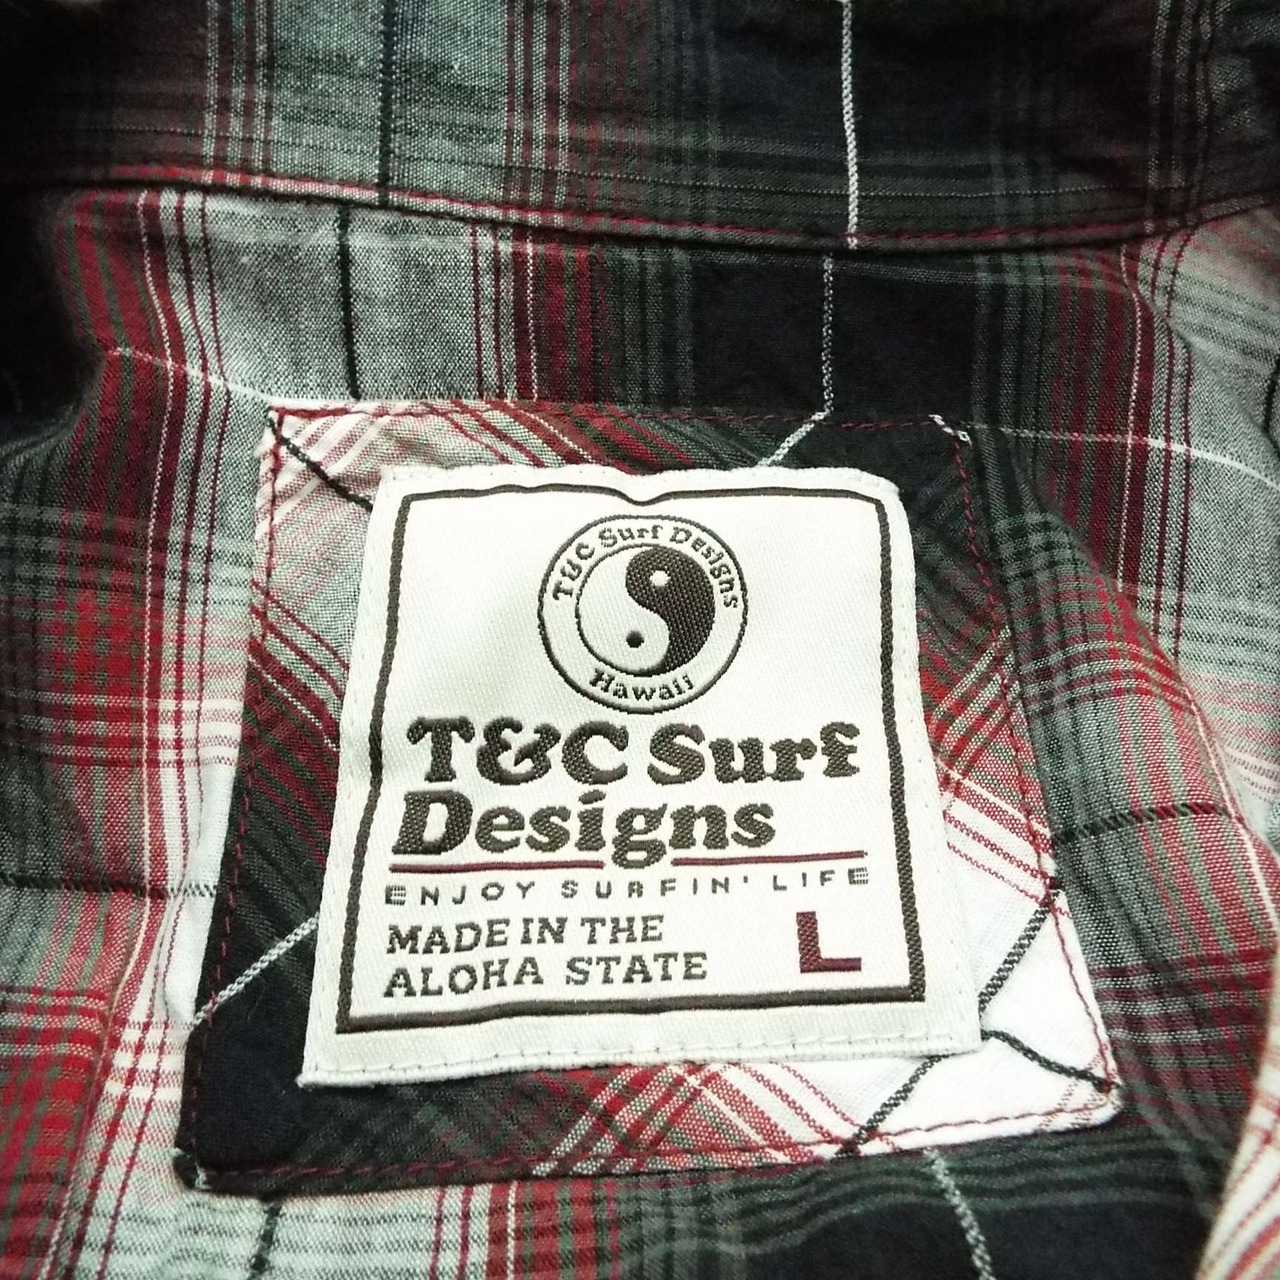 T&C Surf Designs
Hawaii
T&C Surf
Designs
ENJOY SURFIN' LIFE
MADE IN THE
ALOHA STATE
L